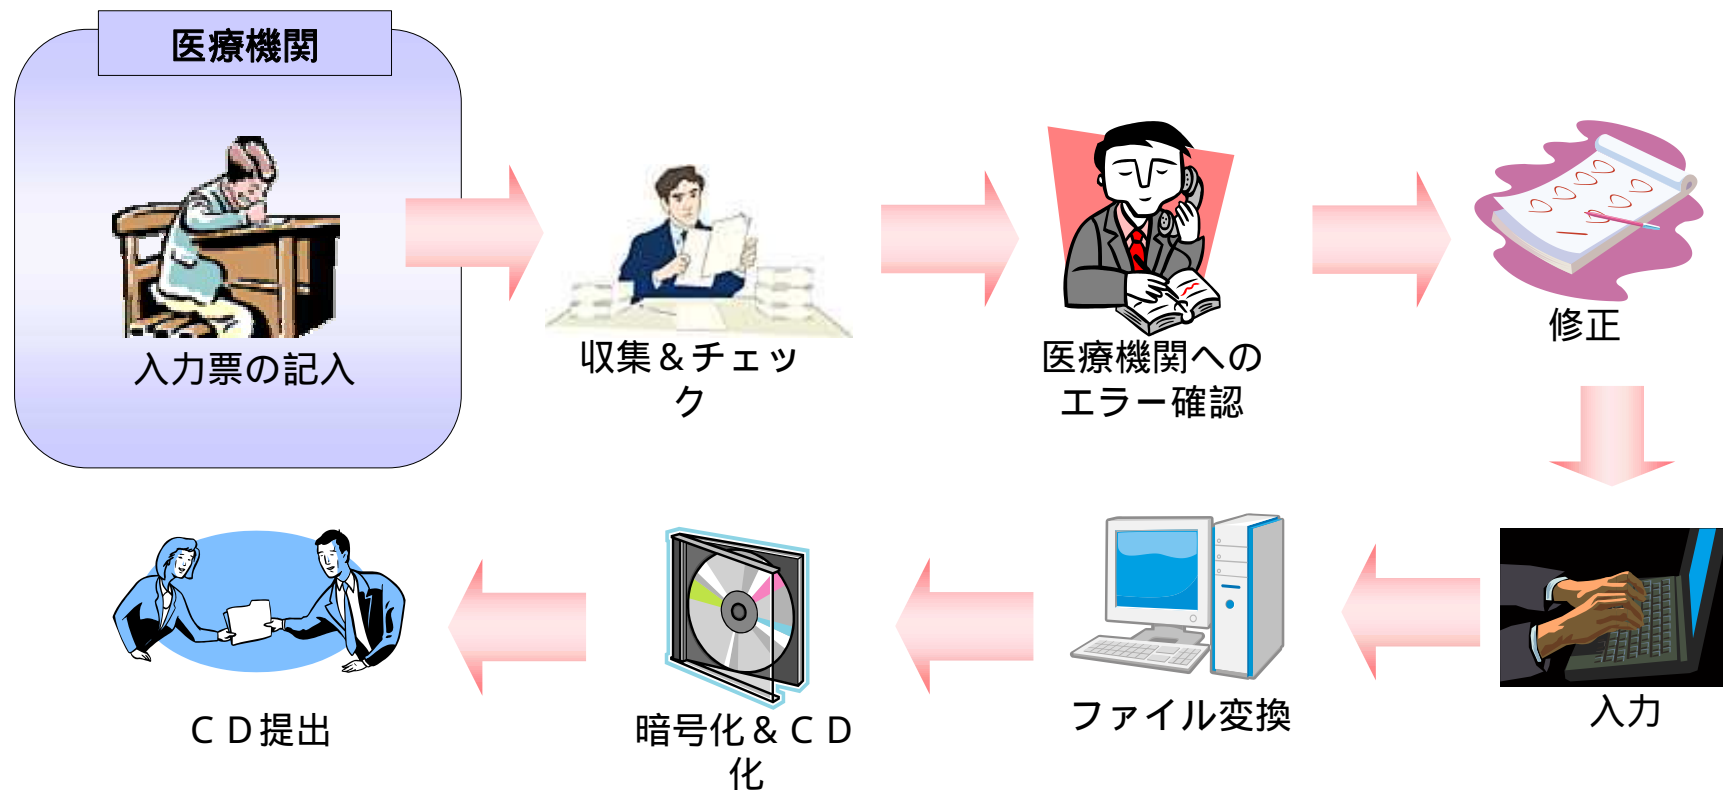 医療機関
入力票の記入
収集＆チェッ
ク
医療機関への
エラー確認
修正
入力
ファイル変換
暗号化＆ＣＤ
化
ＣＤ提出